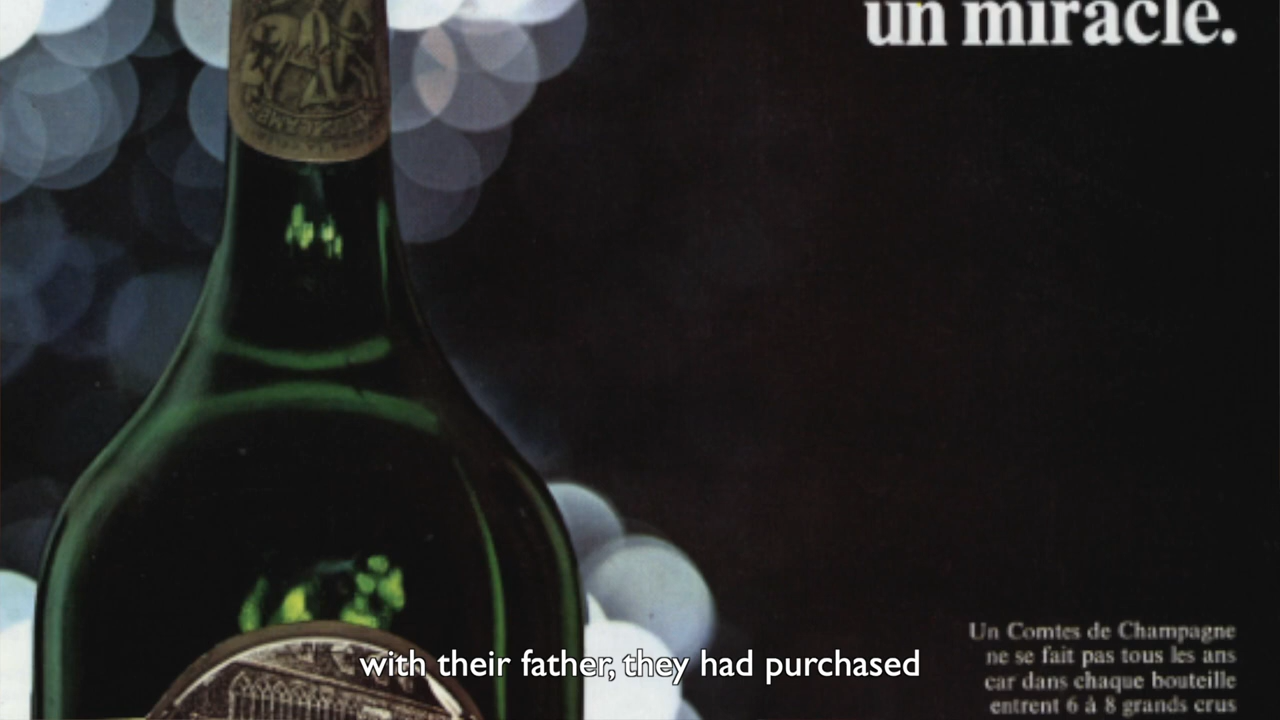 un miracle.
Un Comtes de Champagne
ne se fait pas tous les ans
car dans chaque bouteille
entrent 6 à 8 grands crus
with their father, they had purchased